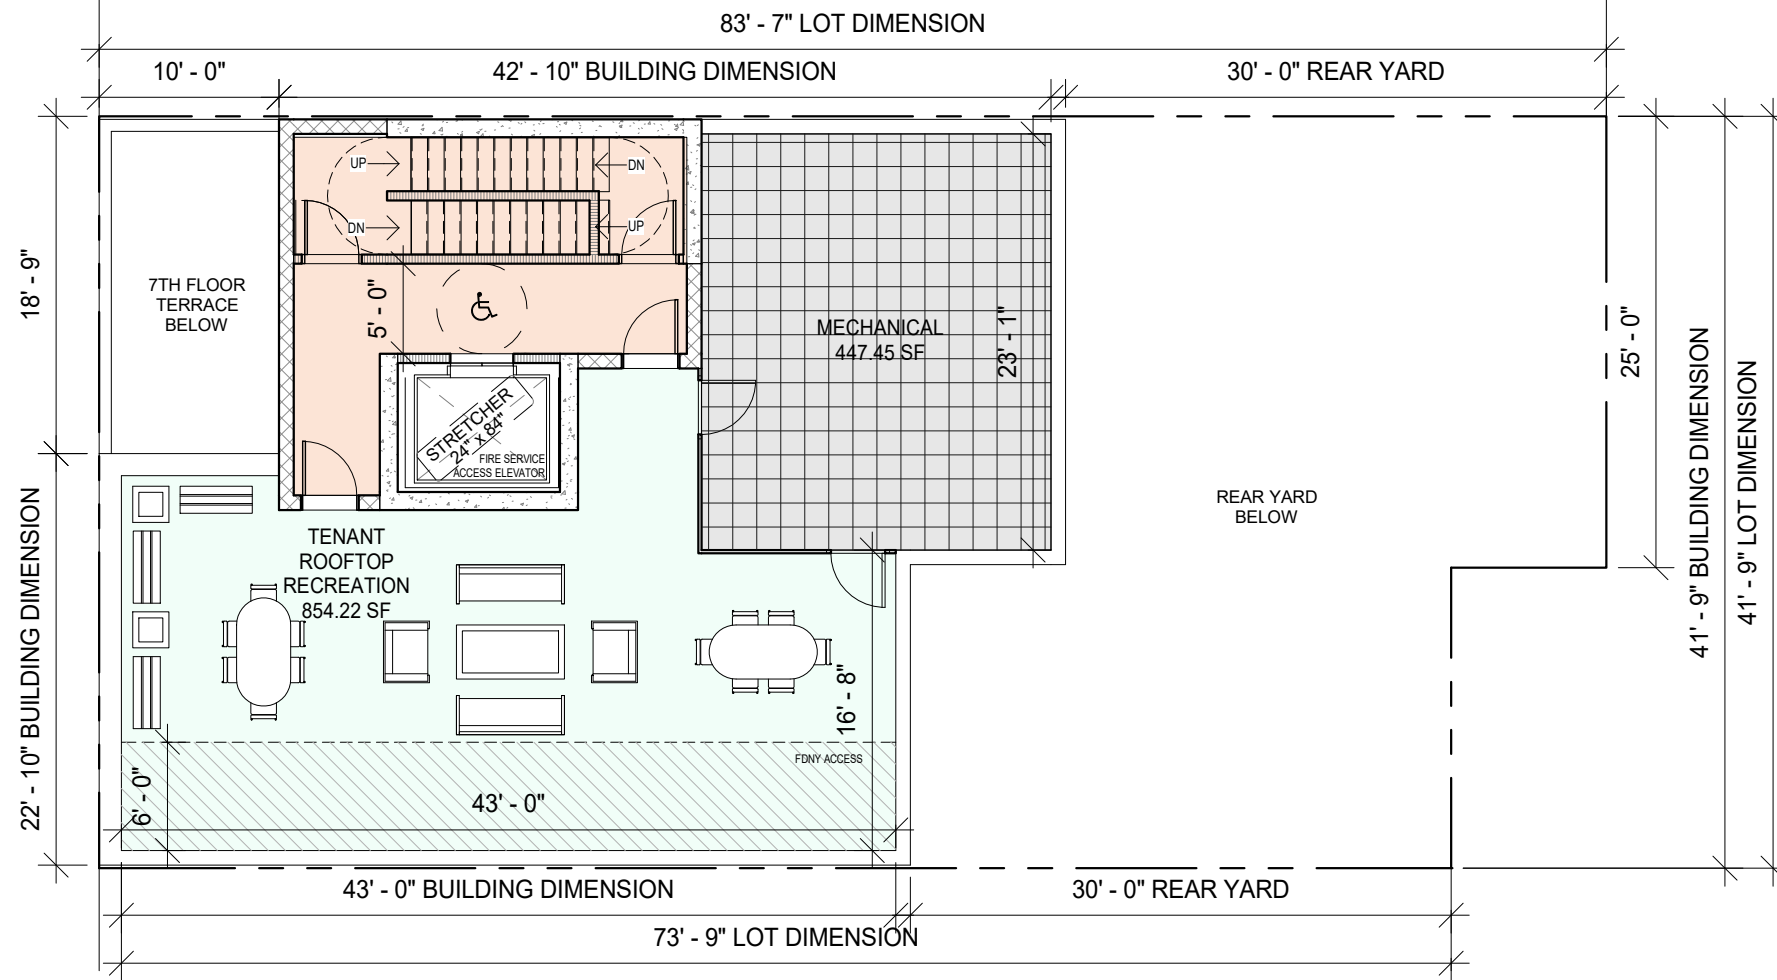 83' - 7" LOT DIMENSION
10' - 0"
42' - 10" BUILDING DIMENSION
30' - 0" REAR YARD
UP
DN
DN
UP
18' - 9"
7TH FLOOR
TERRACE
BELOW
5' - 0"
MECHANICAL
447.45 SF
23' - 1"
25' - 0"
41' - 9" BUILDING DIMENSION
41' - 9" LOT DIMENSION
STRETCHER
24" x 84"
FIRE SERVICE
ACCESS ELEVATOR
REAR YARD
BELOW
22' - 10" BUILDING DIMENSION
TENANT
ROOFTOP
RECREATION
854.22 SF
16' - 8"
FDNY ACCESS
6' - 0"
43' - 0"
43' - 0" BUILDING DIMENSION
30' - 0" REAR YARD
73' - 9" LOT DIMENSION